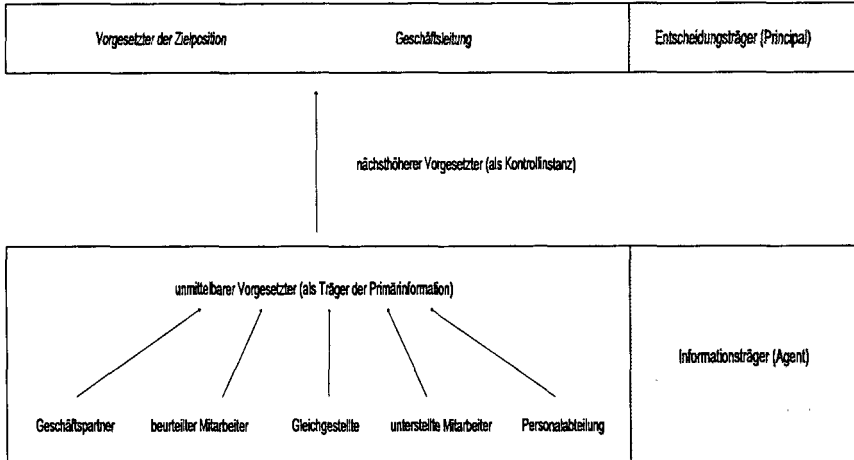 Vorgesetzter der Zielposition Geschäftsleitung Entscheidungsträger (Principal)
nächsthöherer Vorgesetzter (als Kontrollinstanz)
unmittelbarer Vorgesetzter (als Träger der Primärinformation)
Informationsträger (Agent)
Geschäftspartner beurteilter Mitarbeiter Gleichgestellte unterstellte Mitarbeiter Personalabteilung